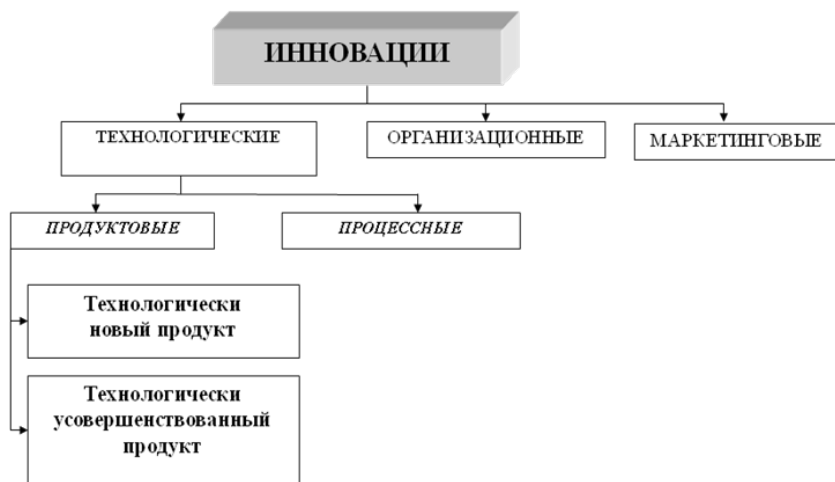 ИННОВАЦИИ
ТЕХНОЛОГИЧЕСКИЕ
ОРГАНИЗАЦИОННЫЕ
МАРКЕТИНГОВЫЕ
ПРОДУКТОВЫЕ
ПРОЦЕССНЫЕ
Технологически
новый продукт
Технологически
усовершенствованный
продукт